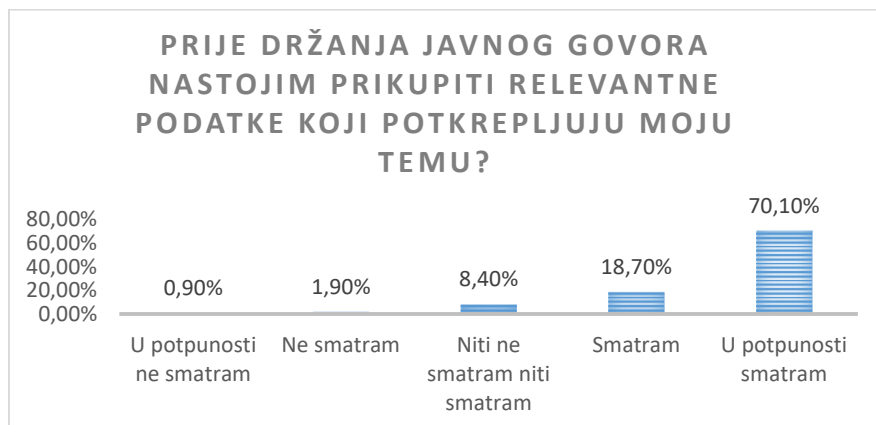 PRIJE DRŽANJA JAVNOG GOVORA
NASTOJIM PRIKUPITI RELEVANTNE
PODATKE KOJI POTKREPLJUJU MOJU
TEMU?
80,00%
60,00%
40,00%
20,00%
0,00%
0,90%
1,90%
8,40%
18,70%
70,10%
U potpunosti
ne smatram
Ne smatram
Niti ne
smatram niti
smatram
Smatram
U potpunosti
smatram